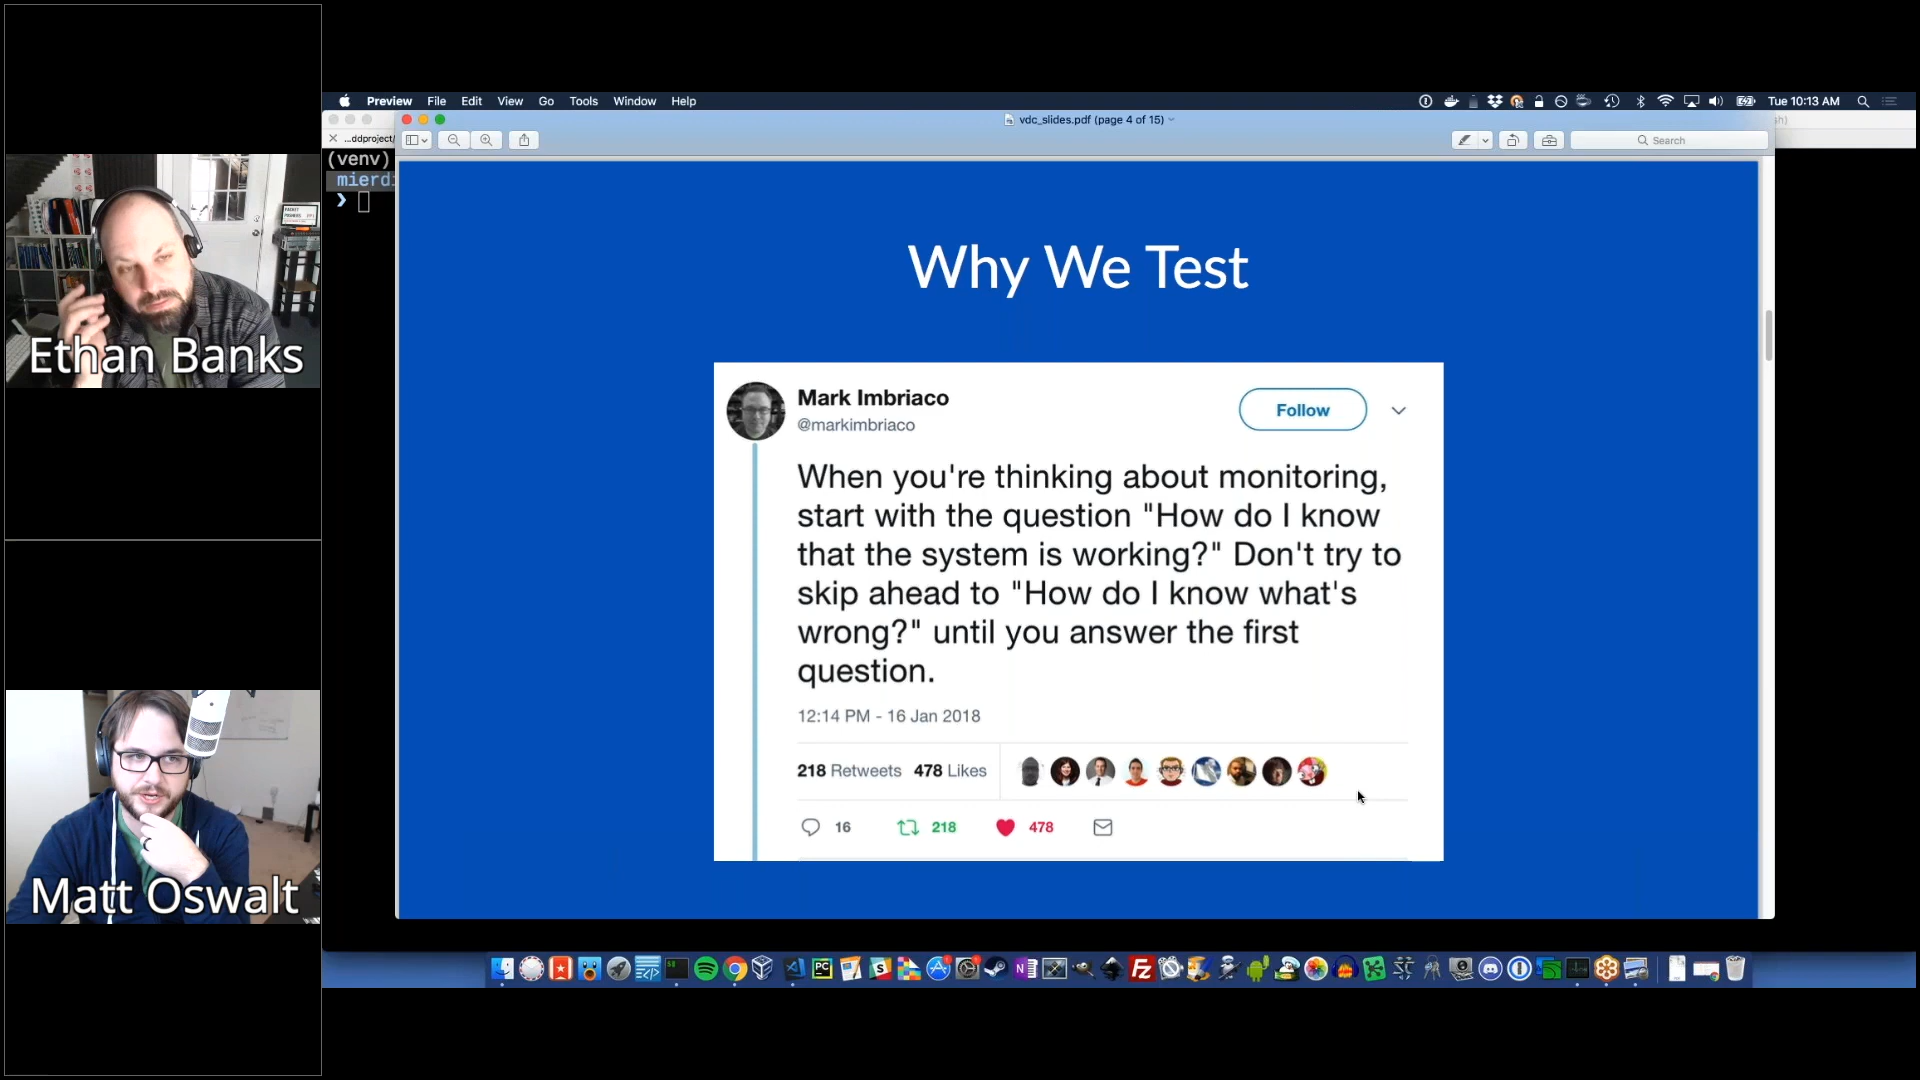 Preview File Edit View Go Tools Window Help
Tue 10:13 AM
vdc_slides.pdf (page 4 of 15)
...ddproject/
Search
(venv)
mierd
Why We Test
Mark Imbriaco
@markimbriaco
Follow
When you're thinking about monitoring,
start with the question "How do I know
that the system is working?" Don't try to
skip ahead to "How do I know what's
wrong?" until you answer the first
question.
12:14 PM - 16 Jan 2018
218 Retweets 478 Likes
16 218 478
Ethan Banks
Matt Oswalt